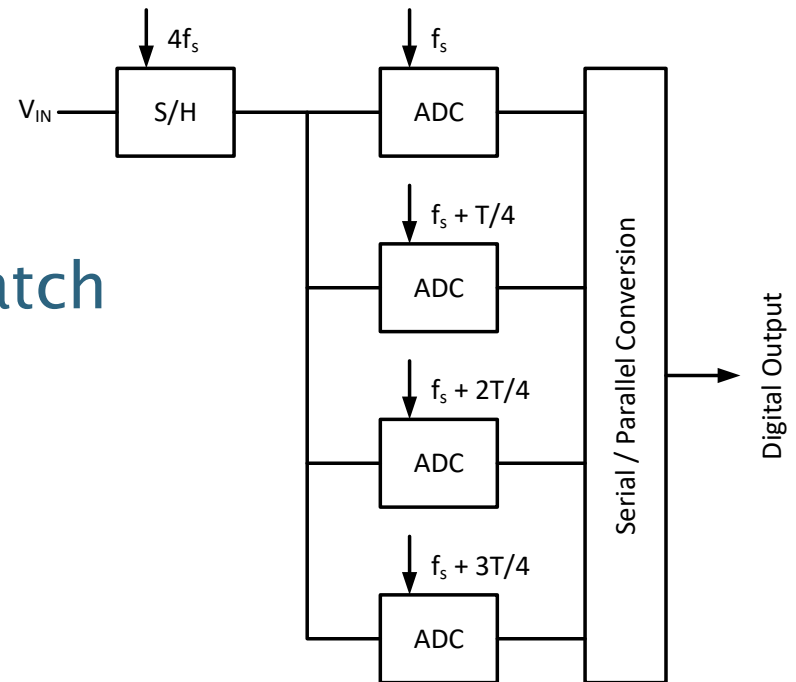 4fₛ
fₛ
V_IN
S/H
ADC
fₛ + T/4
ADC
atch
fₛ + 2T/4
ADC
fₛ + 3T/4
ADC
Serial / Parallel Conversion
Digital Output